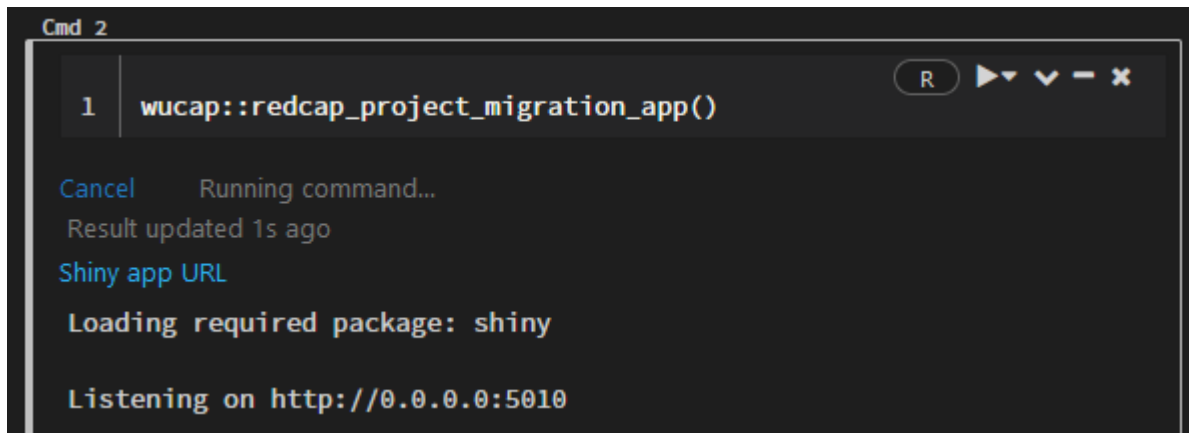 Cmd 2
R
1 wucap::redcap_project_migration_app()
Cancel Running command...
Result updated 1s ago
Shiny app URL
Loading required package: shiny
Listening on http://0.0.0.0:5010